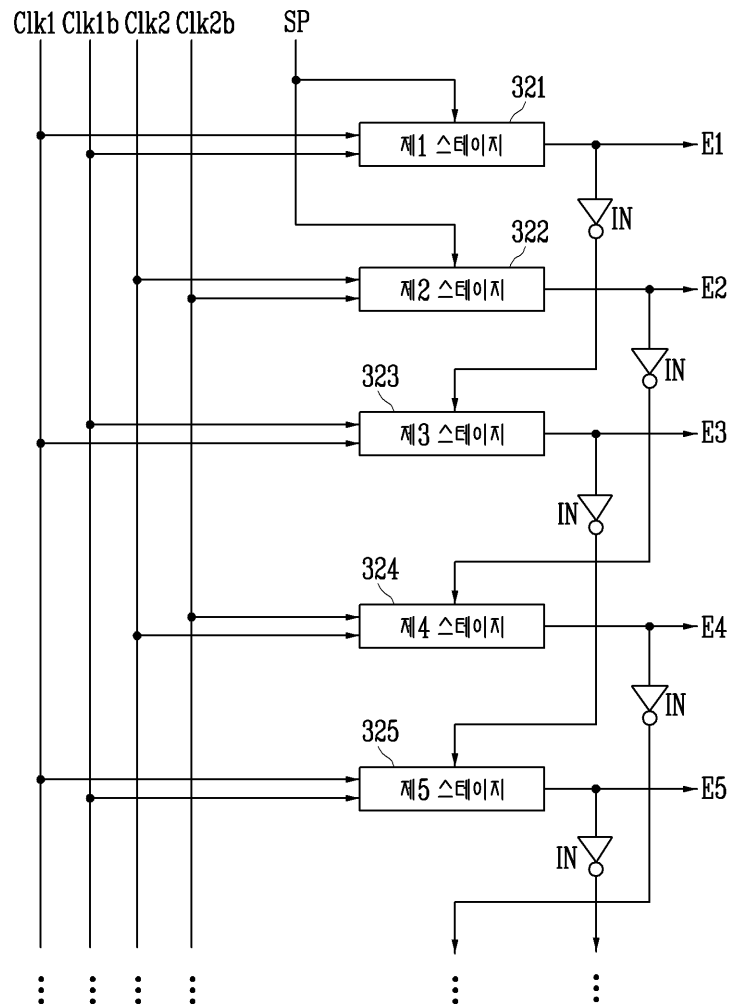 Clk1 Clk1b Clk2 Clk2b SP
321
제1 스테이지
E1
IN
322
제2 스테이지
E2
IN
323
제3 스테이지
E3
IN
324
제4 스테이지
E4
IN
325
제5 스테이지
E5
IN